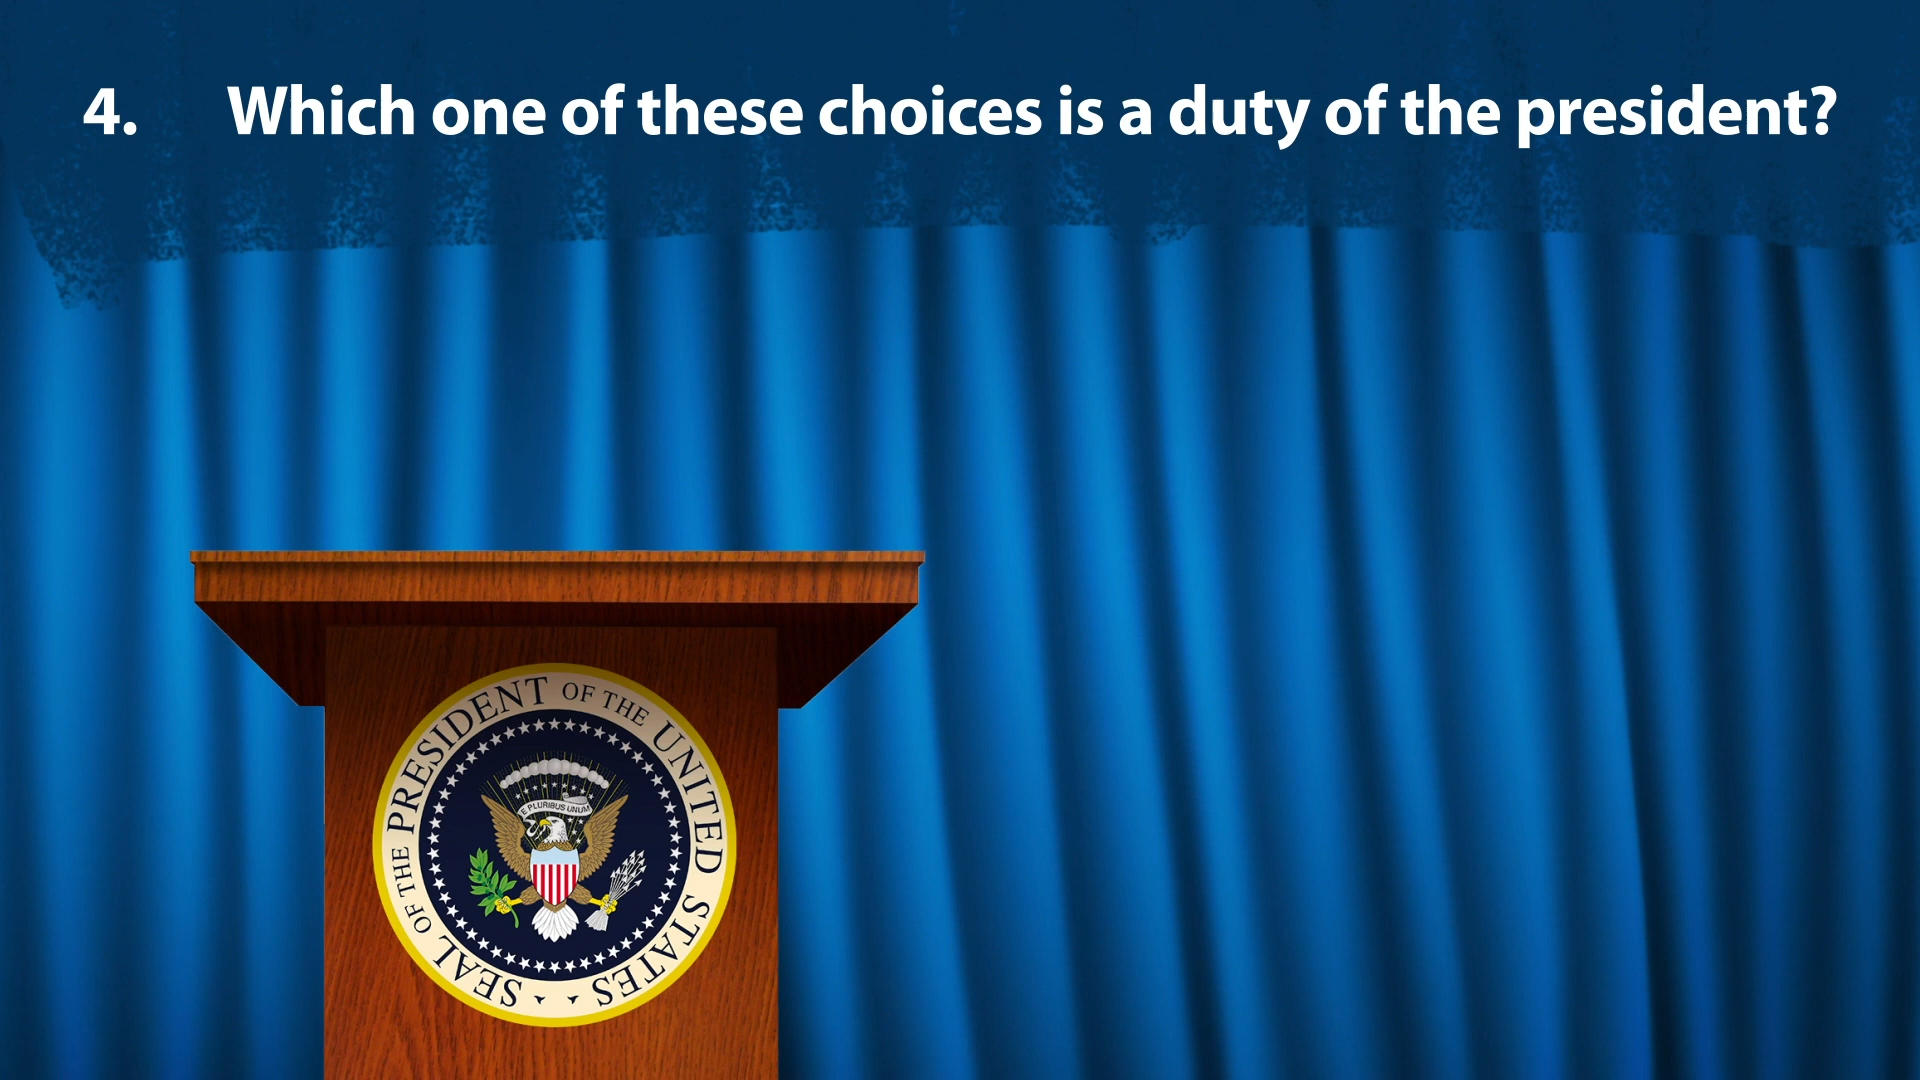 4. Which one of these choices is a duty of the president?
SEAL OF THE PRESIDENT OF THE UNITED STATES
E PLURIBUS UNUM